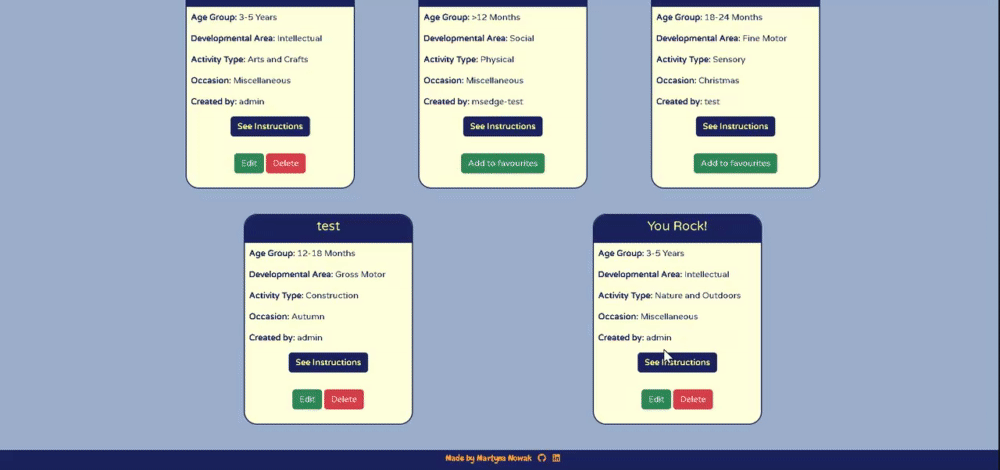 Age Group: 3-5 Years
Developmental Area: Intellectual
Activity Type: Arts and Crafts
Occasion: Miscellaneous
Created by: admin
See Instructions
Edit Delete
Age Group: >12 Months
Developmental Area: Social
Activity Type: Physical
Occasion: Miscellaneous
Created by: msedge-test
See Instructions
Add to favourites
Age Group: 18-24 Months
Developmental Area: Fine Motor
Activity Type: Sensory
Occasion: Christmas
Created by: test
See Instructions
Add to favourites
test
Age Group: 12-18 Months
Developmental Area: Gross Motor
Activity Type: Construction
Occasion: Autumn
Created by: admin
See Instructions
Edit Delete
You Rock!
Age Group: 3-5 Years
Developmental Area: Intellectual
Activity Type: Nature and Outdoors
Occasion: Miscellaneous
Created by: admin
See Instructions
Edit Delete
Made by Martyna Nowak